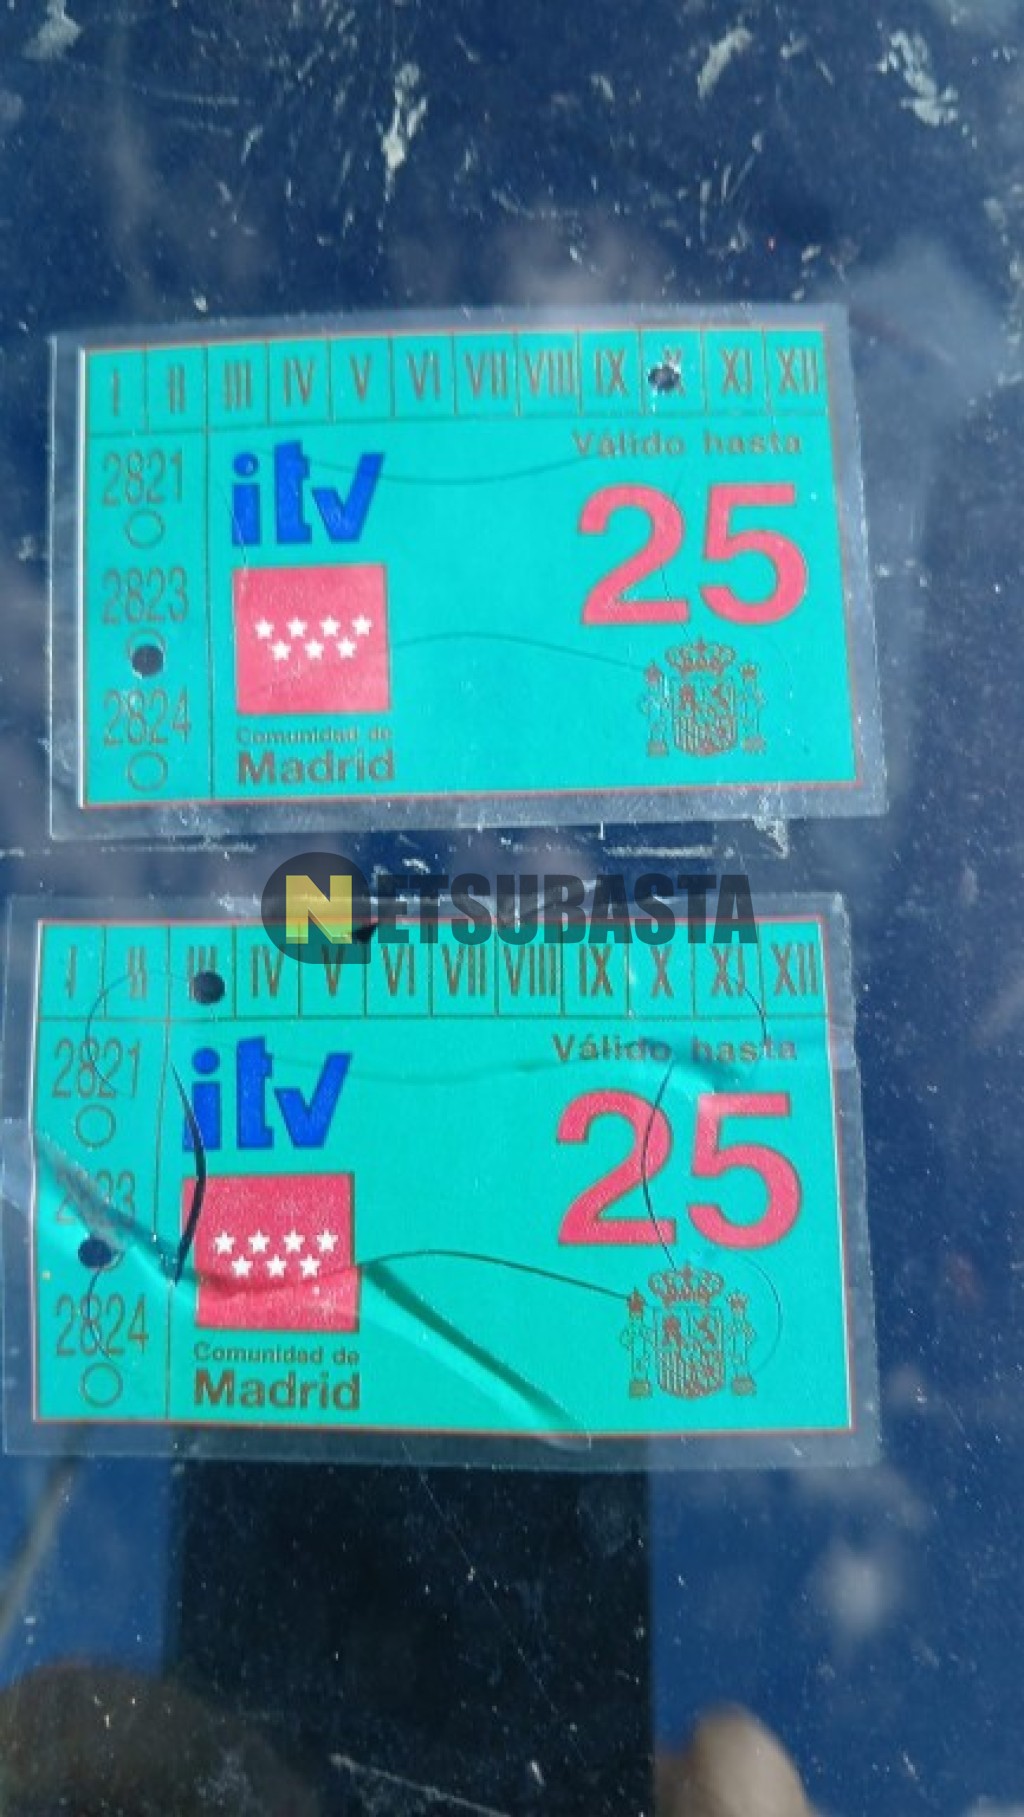 I II III IV V VI VII VIII IX X XI XII
2821
itv
Válido hasta
25
2823
2824
Comunidad de
Madrid
NETSUBASTA
I II III IV V VI VII VIII IX X XI XII
2821
itv
Válido hasta
25
2823
2824
Comunidad de
Madrid